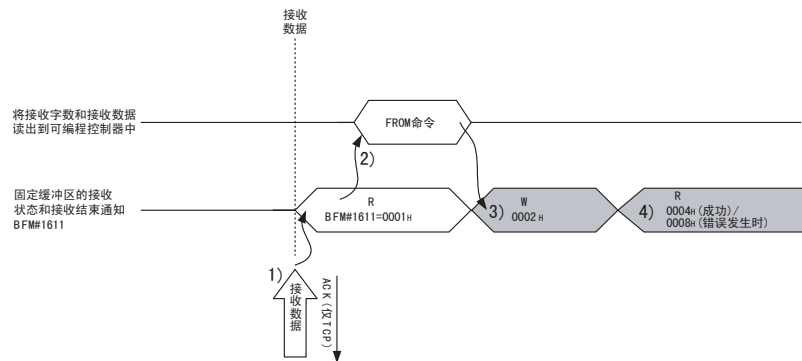 接收
数据
将接收字数和接收数据
读出到可编程控制器中
FROM命令
2)
固定缓冲区的接收
状态和接收结束通知
BFM#1611
R
BFM#1611=0001H
3)
W
0002H
4)
R
0004H(成功)/
0008H(错误发生时)
1)
接收数据
ACK(仅TCP)